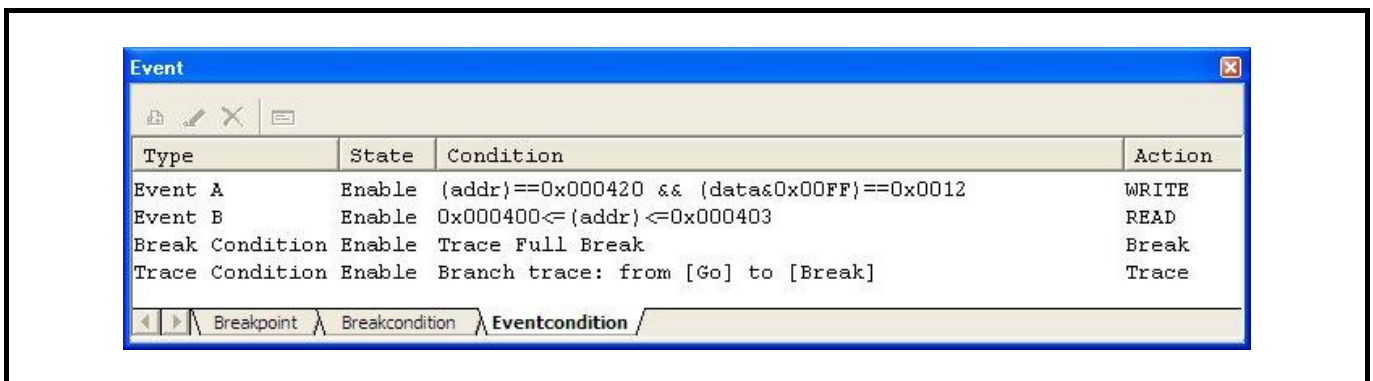 Event
Type State Condition Action
Event A Enable (addr)==0x000420 && (data&0x00FF)==0x0012 WRITE
Event B Enable 0x000400<=(addr)<=0x000403 READ
Break Condition Enable Trace Full Break Break
Trace Condition Enable Branch trace: from [Go] to [Break] Trace
Breakpoint Breakcondition Eventcondition